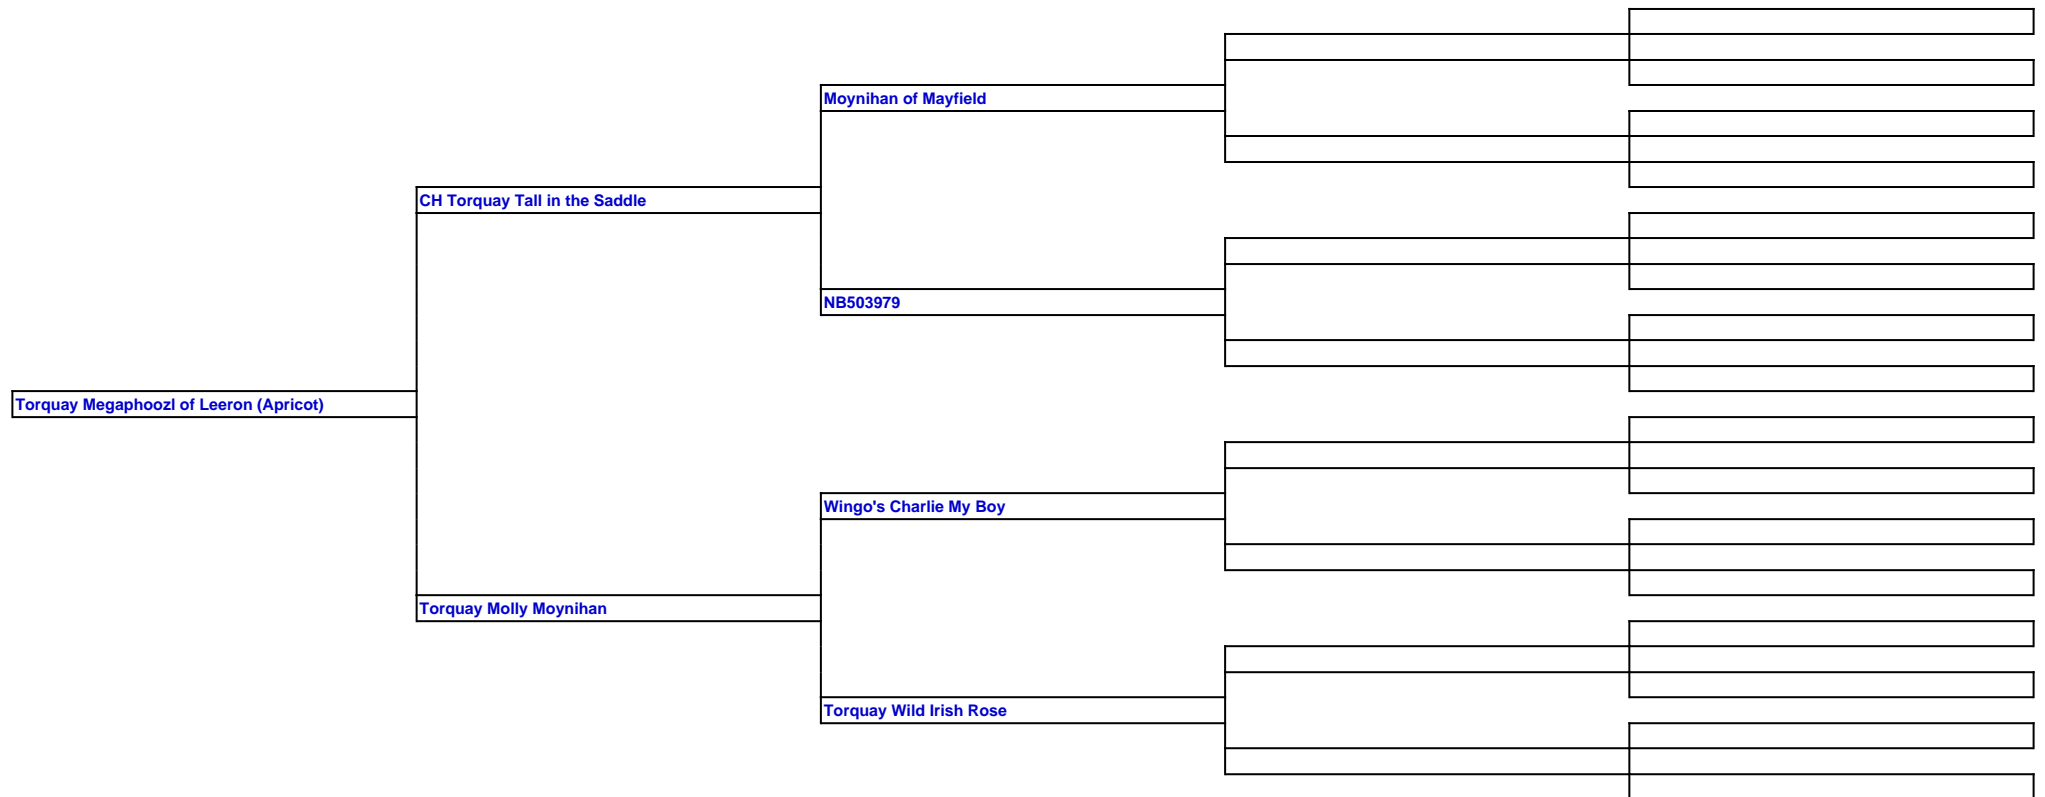 Moynihan of Mayfield
CH Torquay Tall in the Saddle
NB503979
Torquay Megaphoozl of Leeron (Apricot)
Wingo's Charlie My Boy
Torquay Molly Moynihan
Torquay Wild Irish Rose